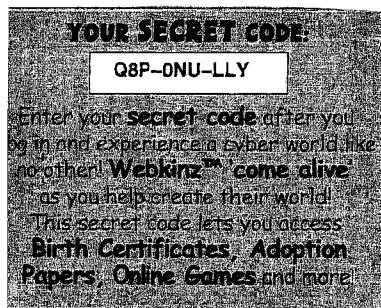 YOUR SECRET CODE:
Q8P-0NU-LLY
Enter your secret code after you
log in and experience a cyber world like
no other! Webkinz™ 'come alive'
as you help create their world!
This secret code lets you access
Birth Certificates, Adoption
Papers, Online Games and more!